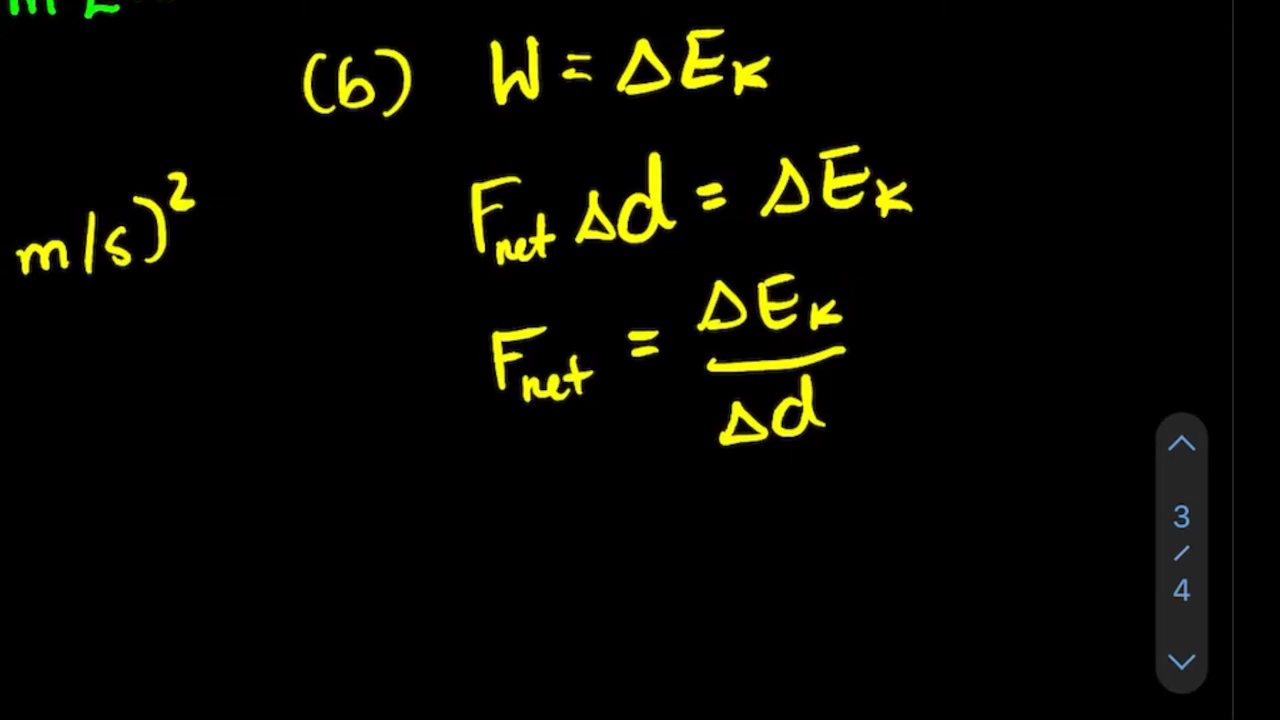 (b) W = ΔEK
m/s)²
Fnet Δd = ΔEK
Fnet = ΔEK / Δd
3 / 4